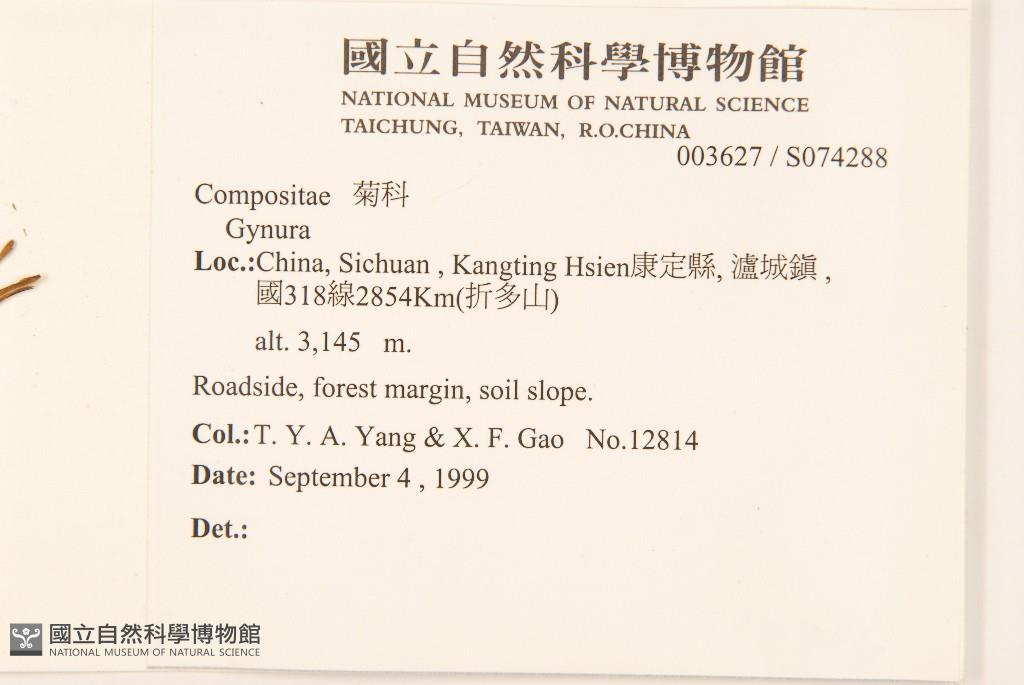 國立自然科學博物館
NATIONAL MUSEUM OF NATURAL SCIENCE
TAICHUNG, TAIWAN, R.O.CHINA
003627 / S074288
Compositae 菊科
Gynura
Loc.:China, Sichuan , Kangting Hsien康定縣, 瀘城鎮 ,
國318線2854Km(折多山)
alt. 3,145 m.
Roadside, forest margin, soil slope.
Col.:T. Y. A. Yang & X. F. Gao No.12814
Date: September 4 , 1999
Det.:
國立自然科學博物館
NATIONAL MUSEUM OF NATURAL SCIENCE